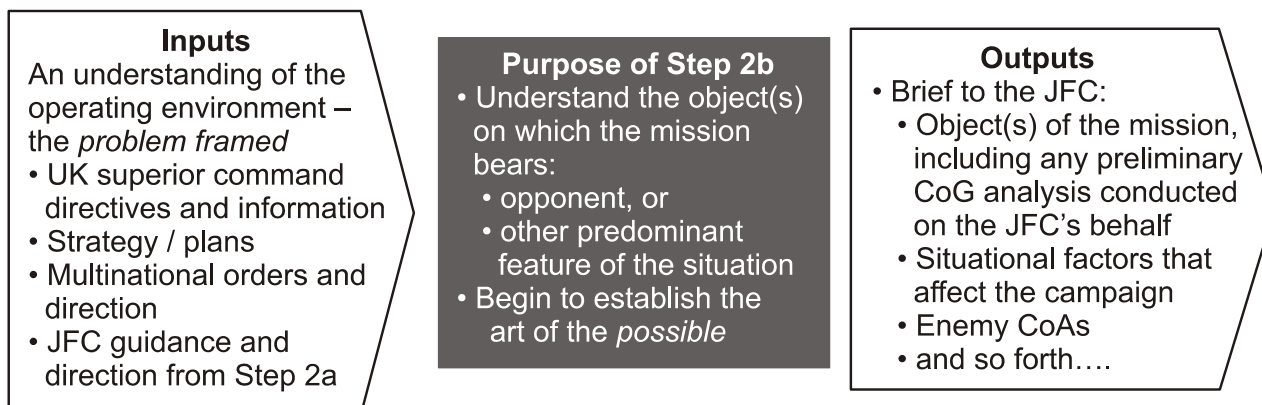 Inputs
An understanding of the
operating environment –
the problem framed
• UK superior command
directives and information
• Strategy / plans
• Multinational orders and
direction
• JFC guidance and
direction from Step 2a
Purpose of Step 2b
• Understand the object(s)
on which the mission
bears:
• opponent, or
• other predominant
feature of the situation
• Begin to establish the
art of the possible
Outputs
• Brief to the JFC:
• Object(s) of the mission,
including any preliminary
CoG analysis conducted
on the JFC’s behalf
• Situational factors that
affect the campaign
• Enemy CoAs
• and so forth….